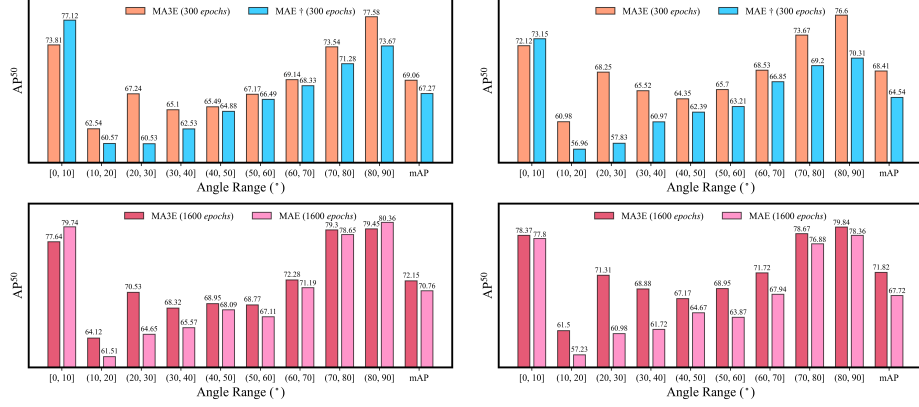 MA3E (300 epochs) MAE † (300 epochs)
AP50
73.81 77.12 62.54 60.57 67.24 60.53 65.1 62.53 65.49 64.88 67.17 66.49 69.14 68.33 73.54 71.28 77.58 73.67 69.06 67.27
[0, 10] (10, 20] (20, 30] (30, 40] (40, 50] (50, 60] (60, 70] (70, 80] (80, 90] mAP
Angle Range (°)
MA3E (300 epochs) MAE † (300 epochs)
AP50
72.12 73.15 60.98 56.96 68.25 57.83 65.52 60.97 64.35 62.39 65.7 63.21 68.53 66.85 73.67 69.2 76.6 70.31 68.41 64.54
[0, 10] (10, 20] (20, 30] (30, 40] (40, 50] (50, 60] (60, 70] (70, 80] (80, 90] mAP
Angle Range (°)
MA3E (1600 epochs) MAE (1600 epochs)
AP50
77.64 79.74 64.12 61.51 70.53 64.65 68.32 65.57 68.95 68.09 68.77 67.11 72.28 71.19 79.3 78.65 79.45 80.36 72.15 70.76
[0, 10] (10, 20] (20, 30] (30, 40] (40, 50] (50, 60] (60, 70] (70, 80] (80, 90] mAP
Angle Range (°)
MA3E (1600 epochs) MAE (1600 epochs)
AP50
78.37 77.8 61.5 57.23 71.31 60.98 68.88 61.72 67.17 64.67 68.95 63.87 71.72 67.94 78.67 76.88 79.84 78.36 71.82 67.72
[0, 10] (10, 20] (20, 30] (30, 40] (40, 50] (50, 60] (60, 70] (70, 80] (80, 90] mAP
Angle Range (°)